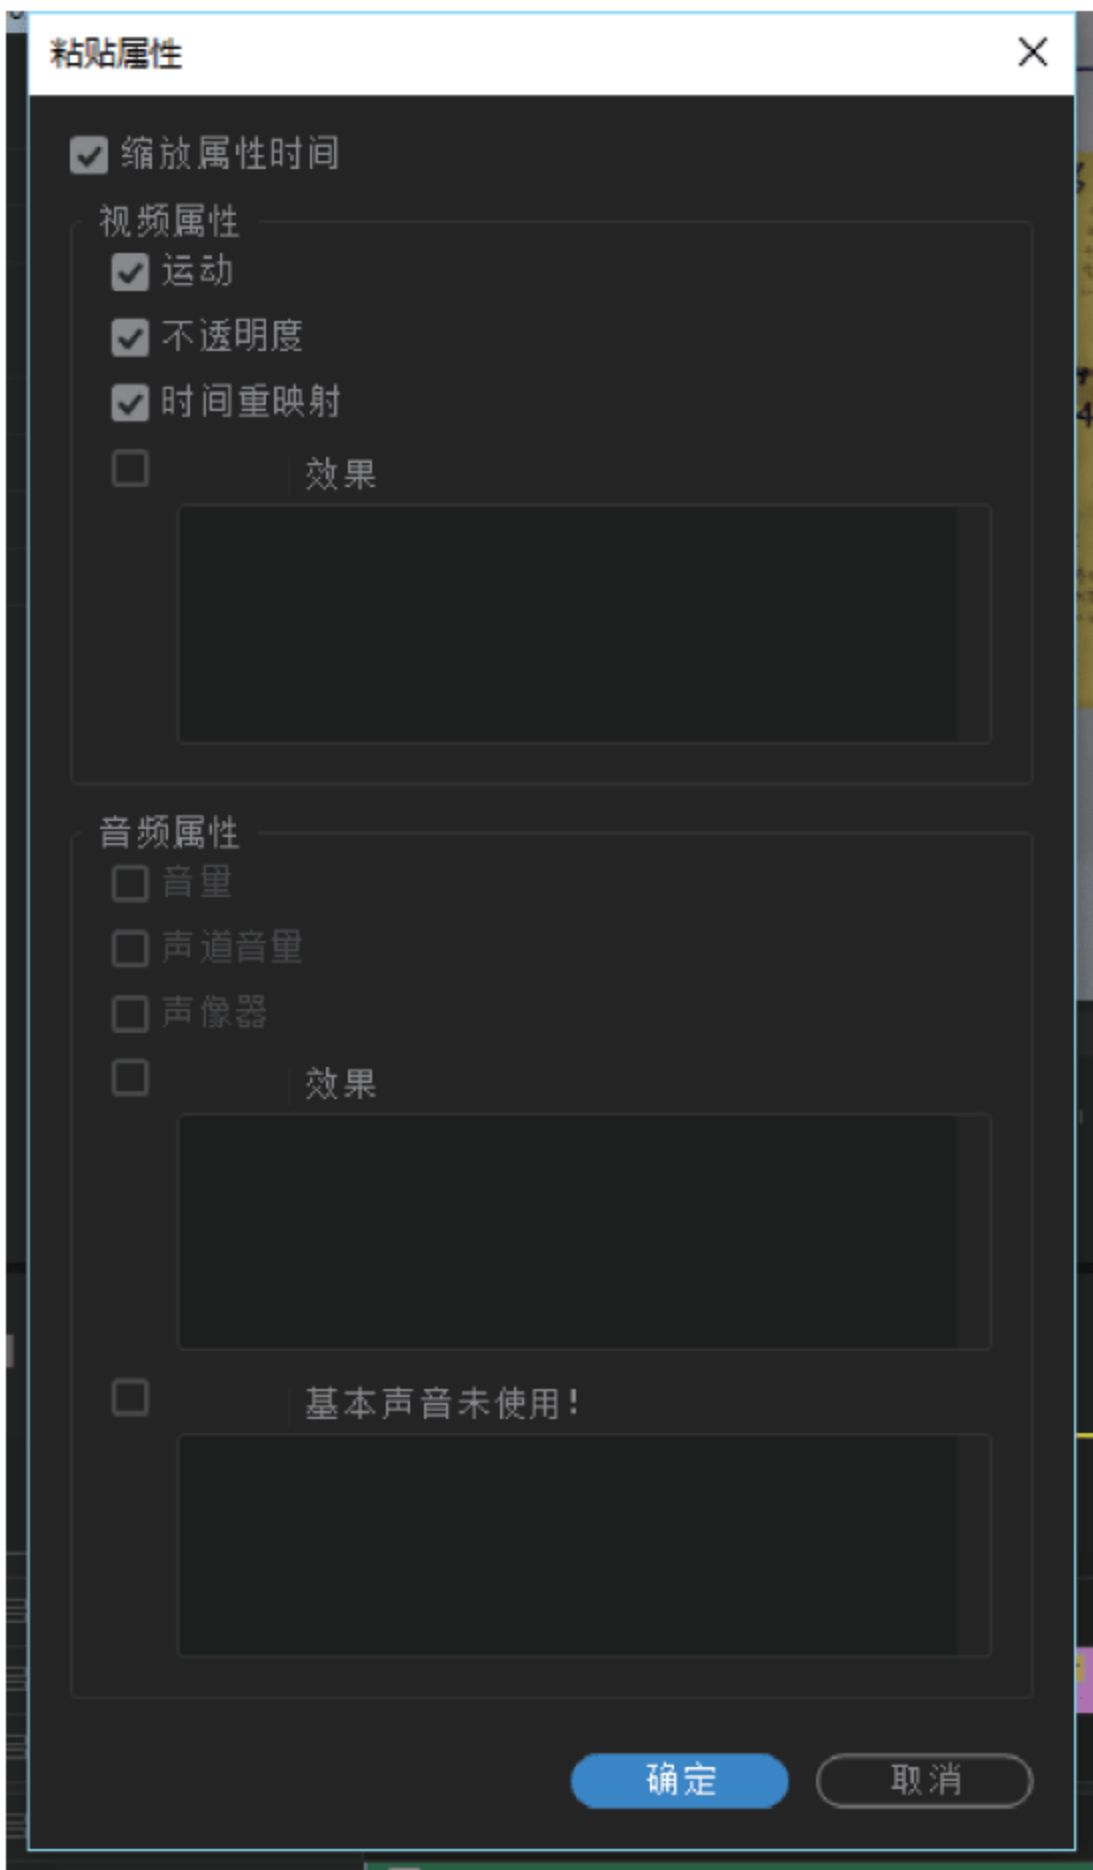 粘贴属性
缩放属性时间
视频属性
运动
不透明度
时间重映射
效果
音频属性
音量
声道音量
声像器
效果
基本声音未使用!
确定 取消